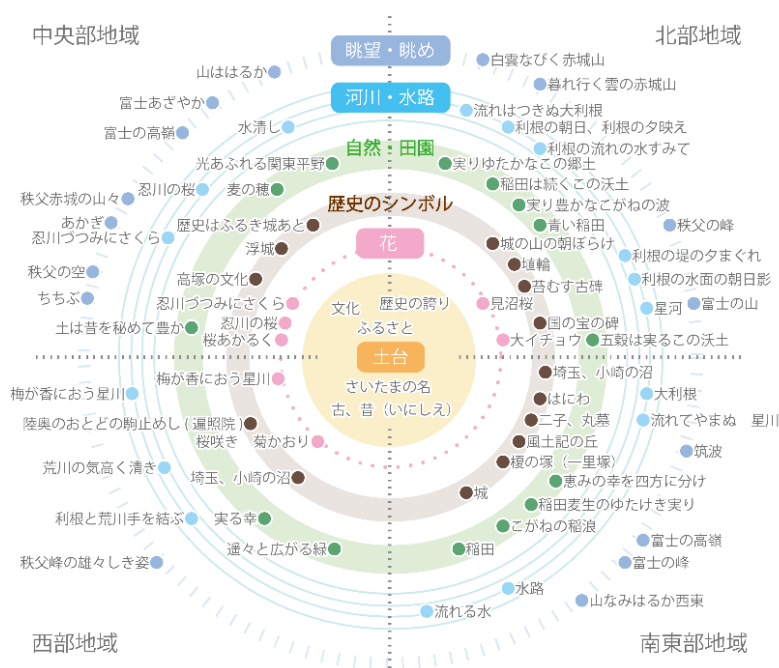 中央部地域
北部地域
眺望・眺め
白雲なびく赤城山
山ははるか
暮れ行く雲の赤城山
河川・水路
富士あざやか
流れはつきぬ大利根
水清し
利根の朝日、利根の夕映え
富士の高嶺
自然・田園
利根の流れの水すみて
光あふれる関東平野
実りゆたかなこの郷土
忍川の桜
麦の穂
稲田は続くこの沃土
秩父赤城の山々
歴史のシンボル
実り豊かなこがねの波
あかぎ
歴史はふるき城あと
青い稲田
秩父の峰
忍川づつみにさくら
花
城の山の朝ぼらけ
浮城
利根の堤の夕まぐれ
埴輪
秩父の空
高塚の文化
利根の水面の朝日影
苔むす古碑
ちちぶ
忍川づつみにさくら
文化
歴史の誇り
見沼桜
星河
富士の山
土は昔を秘めて豊か
忍川の桜
ふるさと
国の宝の碑
桜あかるく
大イチョウ
五穀は実るこの沃土
土台
梅が香におう星川
埼玉、小崎の沼
さいたまの名
梅が香におう星川
はにわ
大利根
古、昔（いにしえ）
陸奥のおとどの駒止めし(遍照院)
二子、丸墓
流れてやまぬ　星川
桜咲き　菊かおり
風土記の丘
筑波
荒川の気高く清き
榎の塚（一里塚）
埼玉、小崎の沼
恵みの幸を四方に分け
城
稲田麦生のゆたけき実り
利根と荒川手を結ぶ
実る幸
こがねの稲浪
富士の高嶺
遥々と広がる緑
稲田
秩父峰の雄々しき姿
富士の峰
水路
山なみはるか西東
流れる水
西部地域
南東部地域